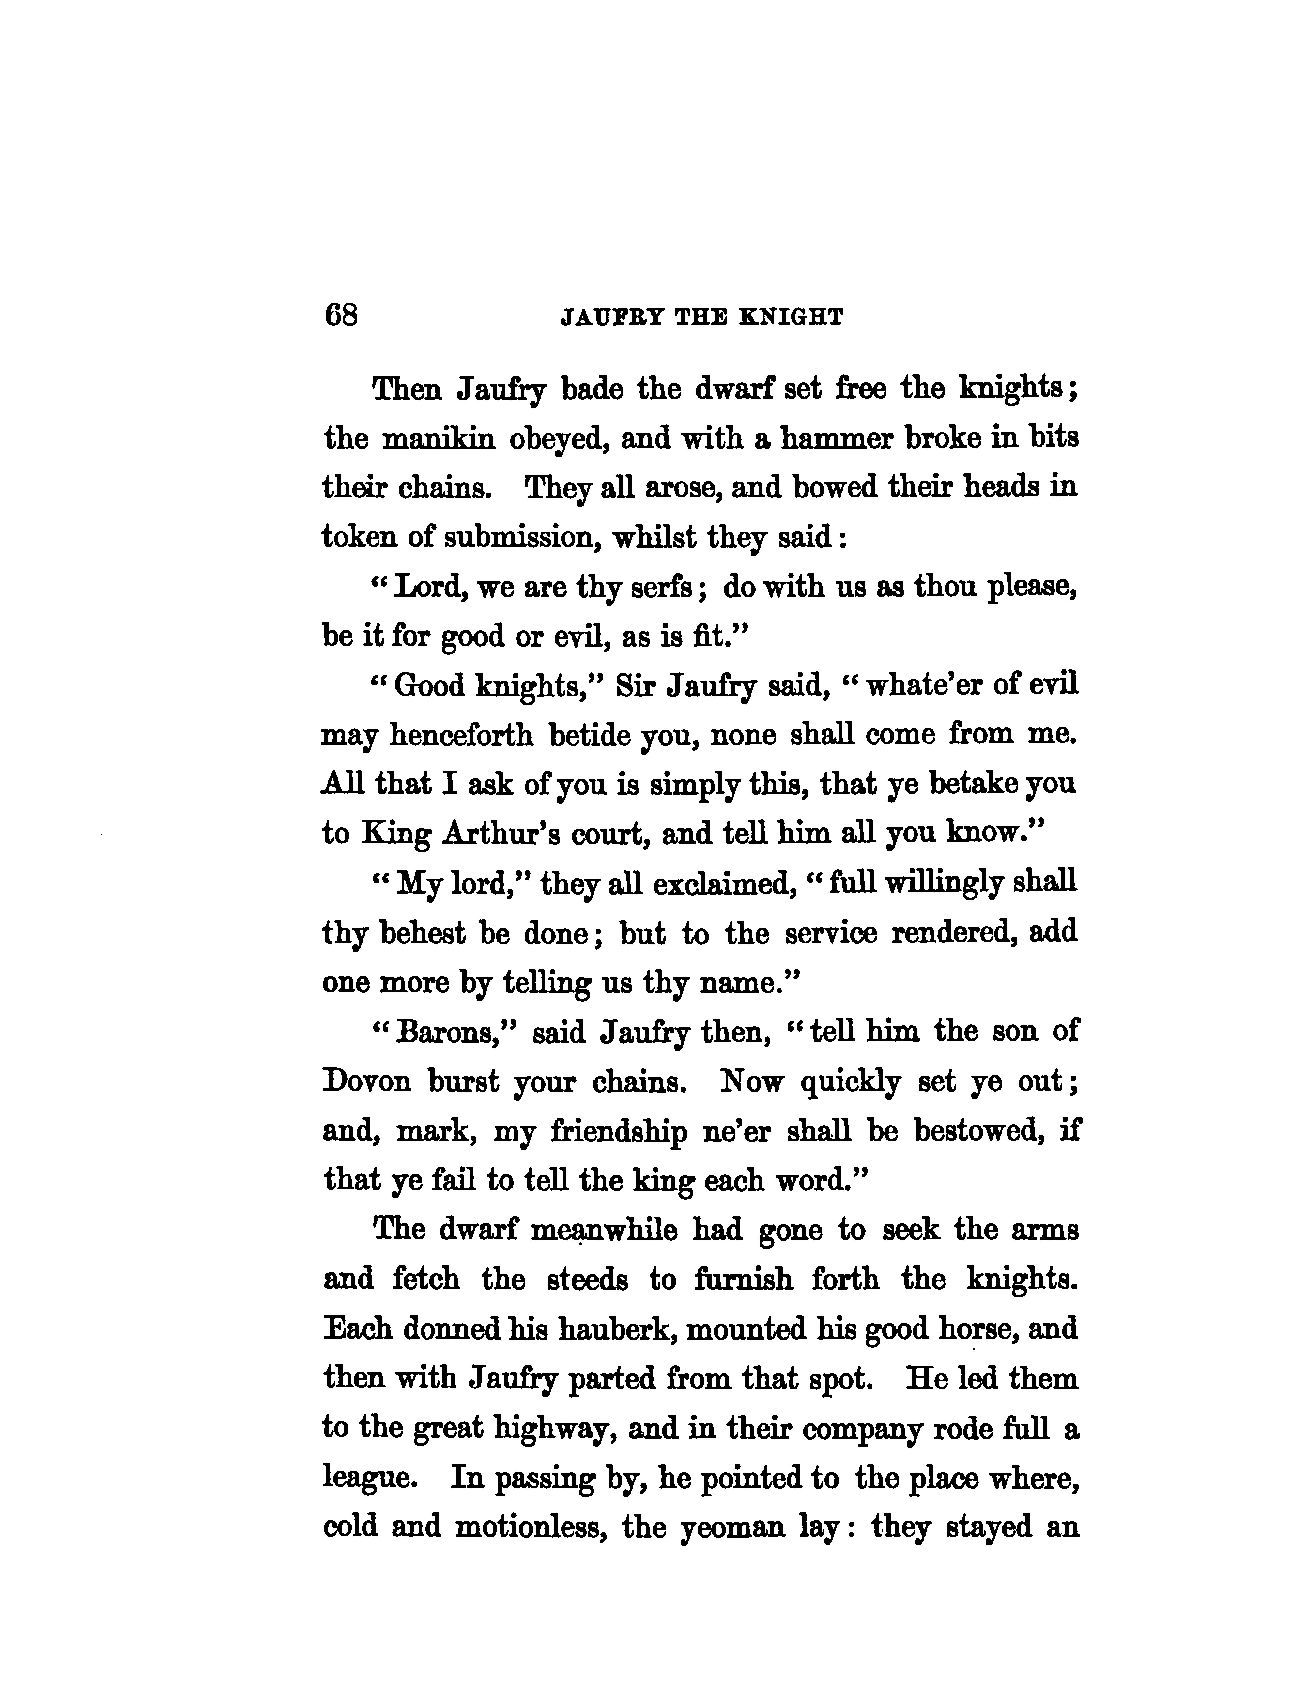 68 JAUFRY THE KNIGHT
Then Jaufry bade the dwarf set free the knights;
the manikin obeyed, and with a hammer broke in bits
their chains. They all arose, and bowed their heads in
token of submission, whilst they said:
“Lord, we are thy serfs; do with us as thou please,
be it for good or evil, as is fit.”
“Good knights,” Sir Jaufry said, “whate’er of evil
may henceforth betide you, none shall come from me.
All that I ask of you is simply this, that ye betake you
to King Arthur’s court, and tell him all you know.”
“My lord,” they all exclaimed, “full willingly shall
thy behest be done; but to the service rendered, add
one more by telling us thy name.”
“Barons,” said Jaufry then, “tell him the son of
Dovon burst your chains. Now quickly set ye out;
and, mark, my friendship ne’er shall be bestowed, if
that ye fail to tell the king each word.”
The dwarf meanwhile had gone to seek the arms
and fetch the steeds to furnish forth the knights.
Each donned his hauberk, mounted his good horse, and
then with Jaufry parted from that spot. He led them
to the great highway, and in their company rode full a
league. In passing by, he pointed to the place where,
cold and motionless, the yeoman lay: they stayed an